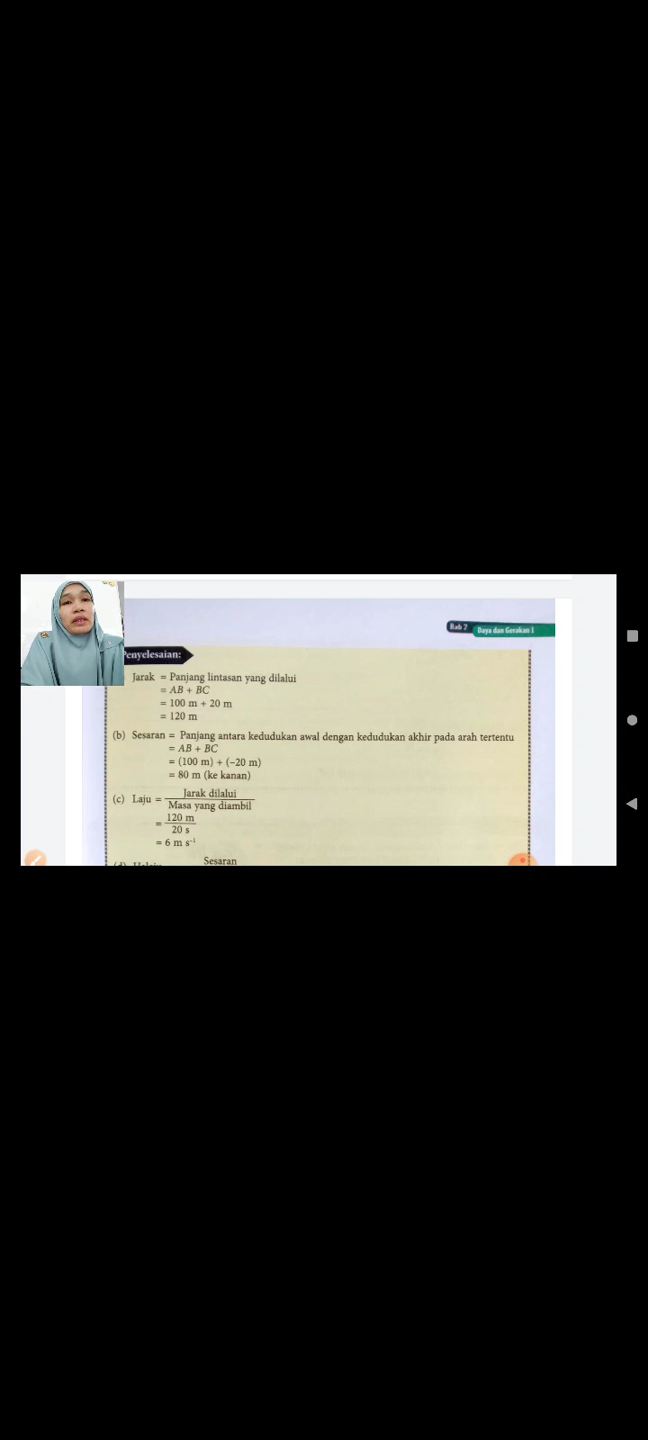 Bab 2 Daya dan Gerakan I
Penyelesaian:
Jarak = Panjang lintasan yang dilalui
= AB + BC
= 100 m + 20 m
= 120 m
(b) Sesaran = Panjang antara kedudukan awal dengan kedudukan akhir pada arah tertentu
= AB + BC
= (100 m) + (–20 m)
= 80 m (ke kanan)
(c) Laju = Jarak dilalui
Masa yang diambil
= 120 m
20 s
= 6 m s⁻¹
Sesaran